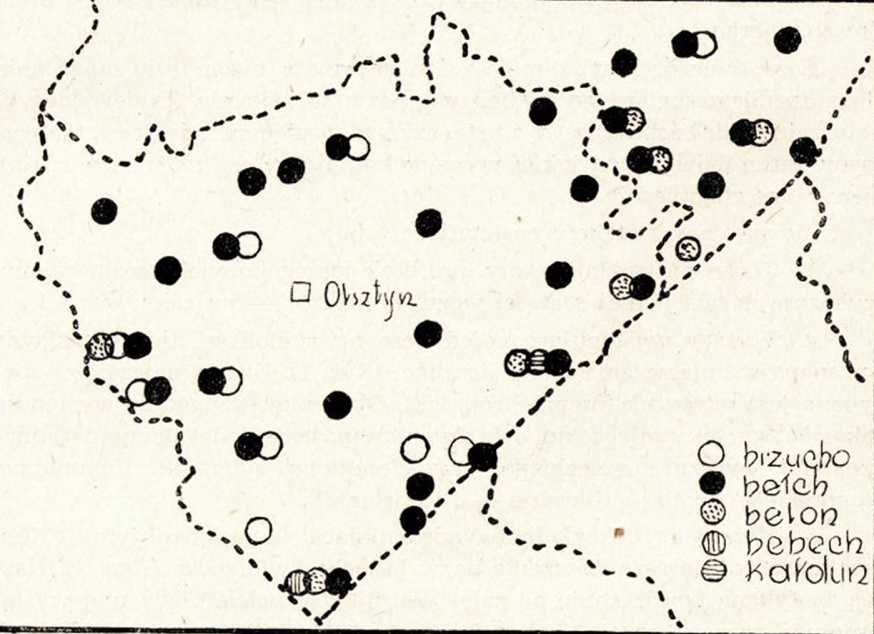 Olsztyn
brzucho
bełch
belon
bebech
kałdun